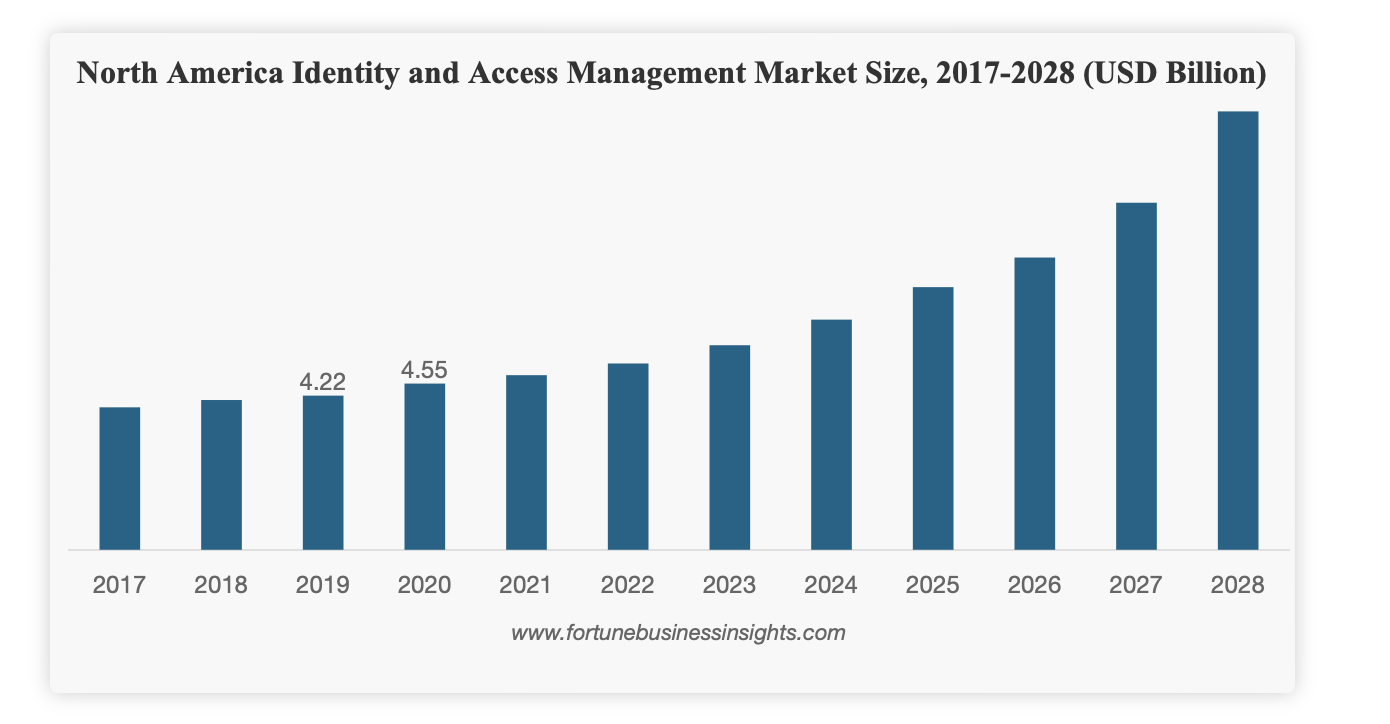 North America Identity and Access Management Market Size, 2017-2028 (USD Billion)
4.22
4.55
2017 2018 2019 2020 2021 2022 2023 2024 2025 2026 2027 2028
www.fortunebusinessinsights.com